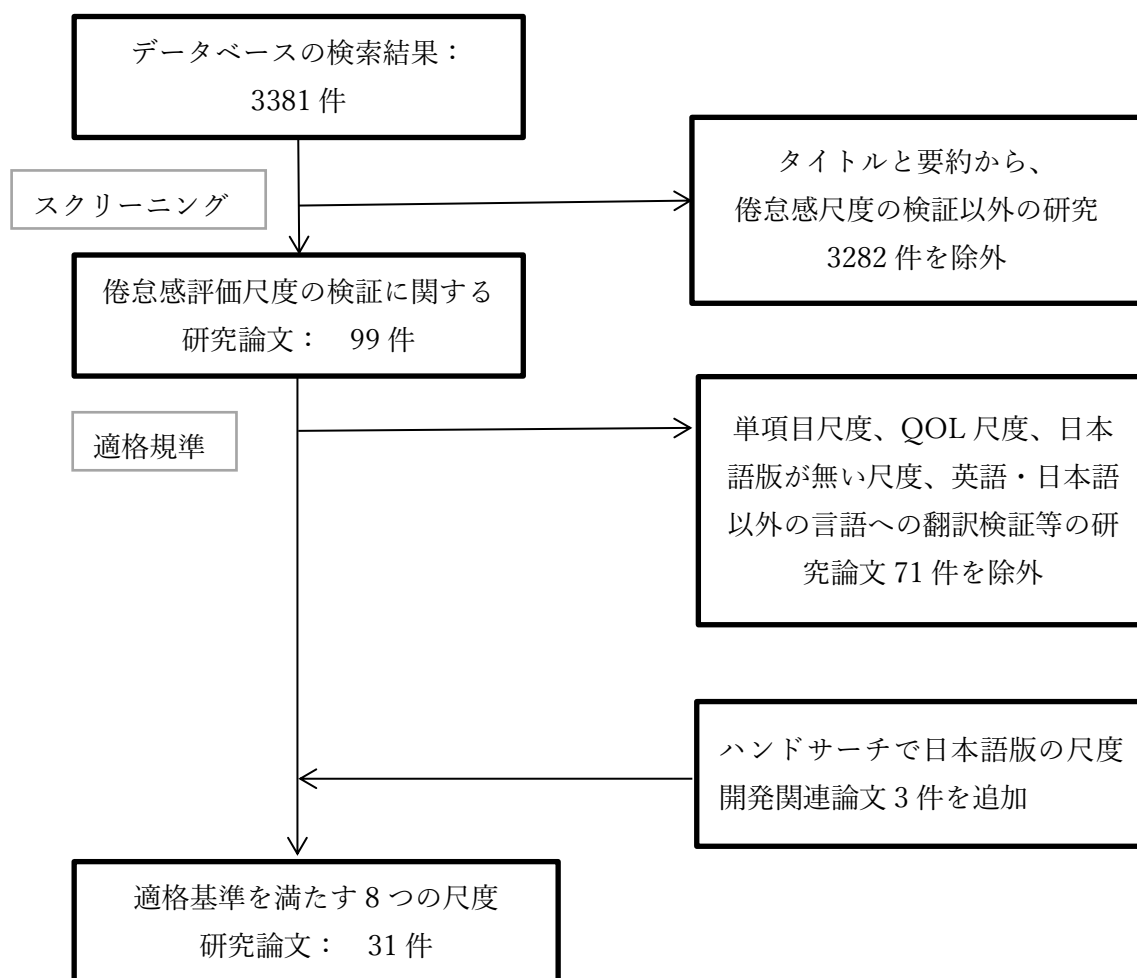 データベースの検索結果：
3381 件
スクリーニング
タイトルと要約から、
倦怠感尺度の検証以外の研究
3282 件を除外
倦怠感評価尺度の検証に関する
研究論文：　99 件
適格規準
単項目尺度、QOL 尺度、日本
語版が無い尺度、英語・日本語
以外の言語への翻訳検証等の研
究論文 71 件を除外
ハンドサーチで日本語版の尺度
開発関連論文 3 件を追加
適格基準を満たす 8 つの尺度
研究論文：　31 件